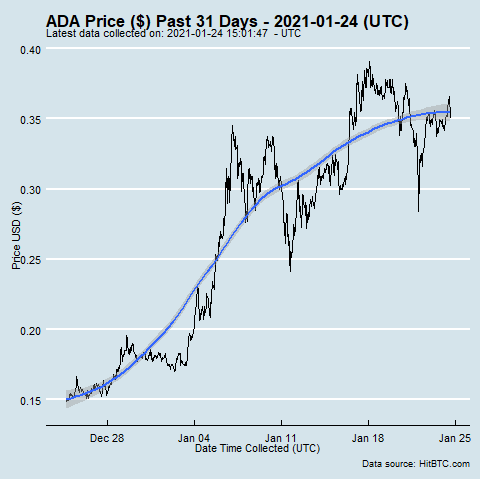 ADA Price ($) Past 31 Days - 2021-01-24 (UTC)
Latest data collected on: 2021-01-24 15:01:47 - UTC
0.40
0.35
0.30
0.25
0.20
0.15
Price USD ($)
Dec 28 Jan 04 Jan 11 Jan 18 Jan 25
Date Time Collected (UTC)
Data source: HitBTC.com